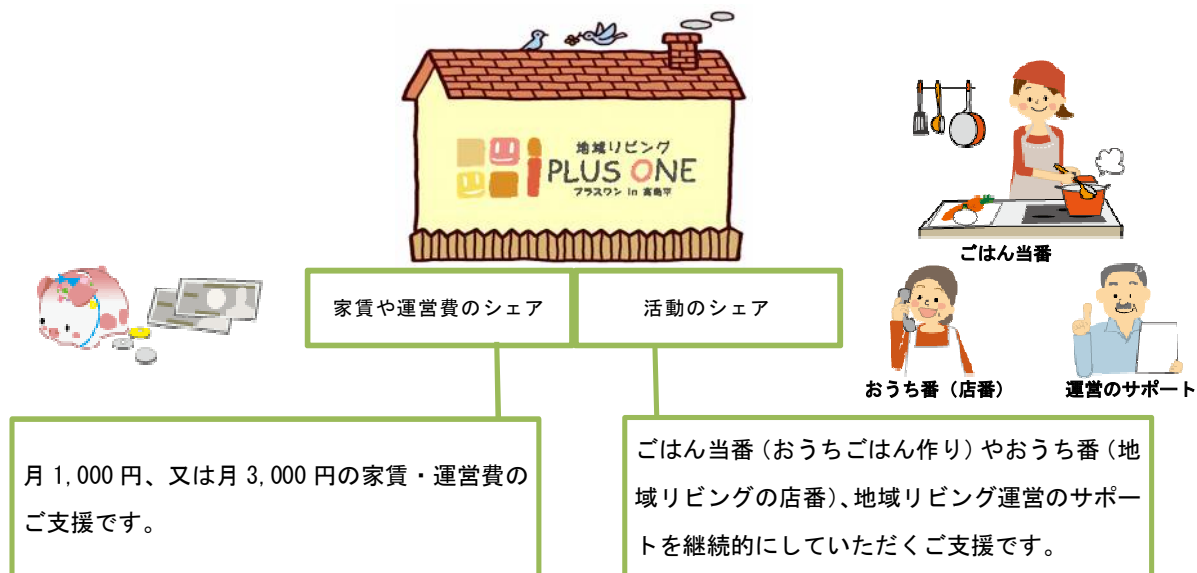 地域リビング
PLUS ONE
プラスワン in 高島平
ごはん当番
家賃や運営費のシェア
活動のシェア
おうち番（店番）
運営のサポート
月1,000円、又は月3,000円の家賃・運営費の
ご支援です。
ごはん当番（おうちごはん作り）やおうち番（地
域リビングの店番）、地域リビング運営のサポー
トを継続的にしていただくご支援です。